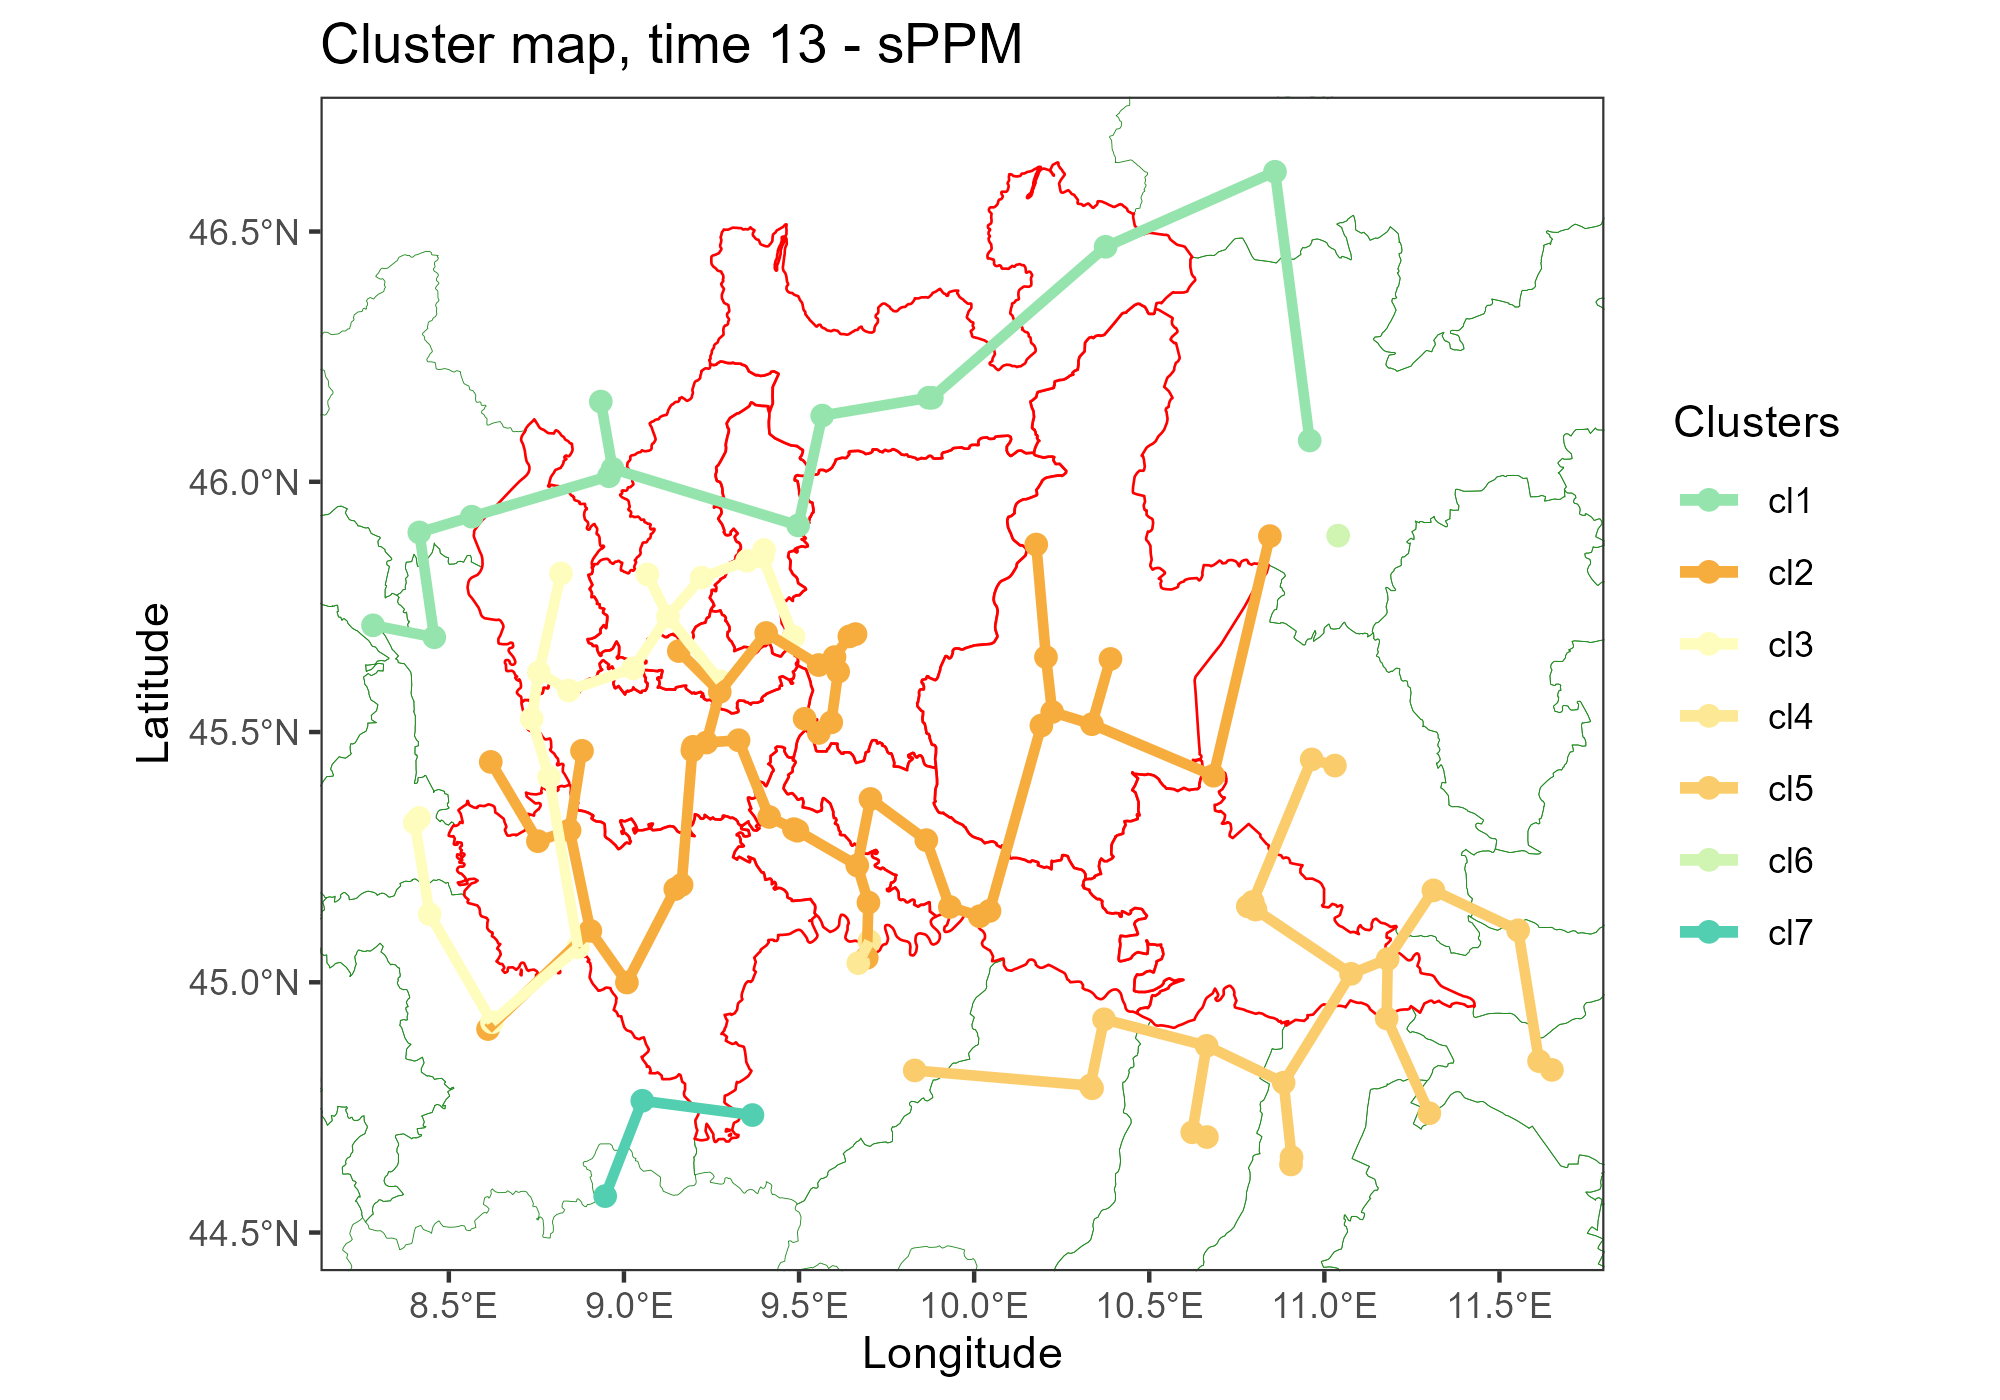 Cluster map, time 13 - sPPM
46.5°N
46.0°N
45.5°N
45.0°N
44.5°N
Latitude
8.5°E
9.0°E
9.5°E
10.0°E
10.5°E
11.0°E
11.5°E
Longitude
Clusters
cl1
cl2
cl3
cl4
cl5
cl6
cl7